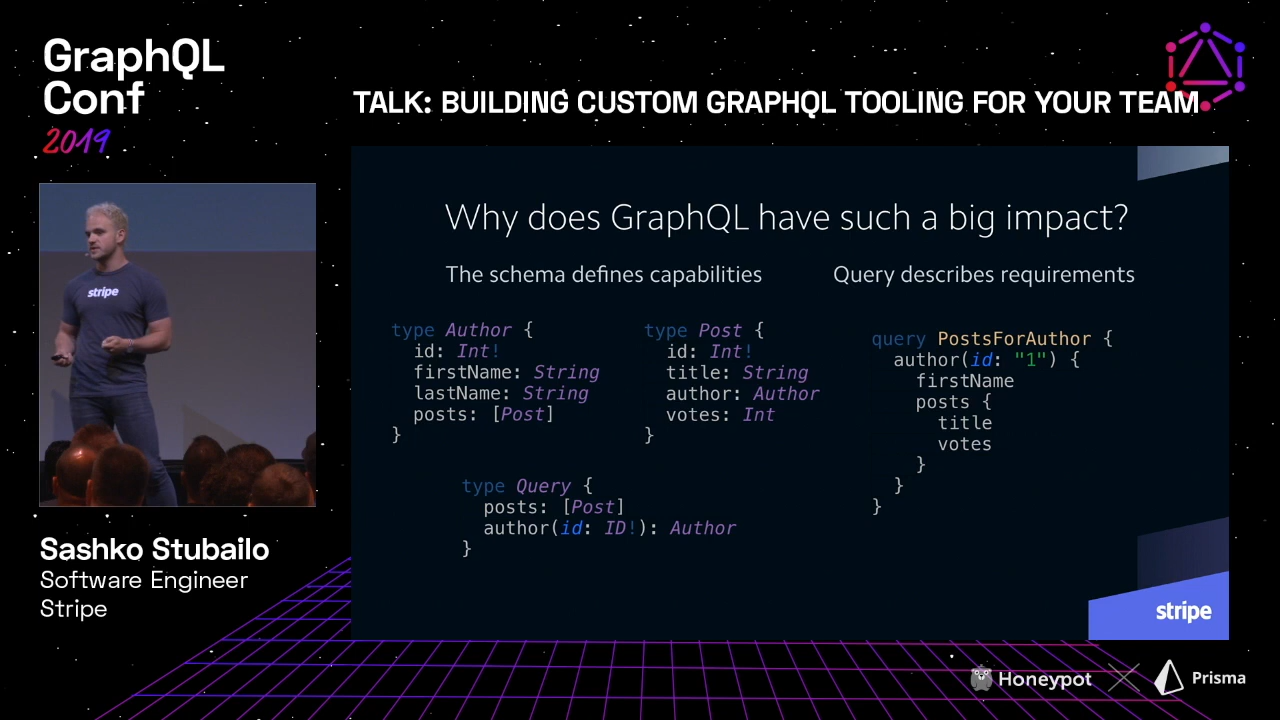 GraphQL
Conf
2019
TALK: BUILDING CUSTOM GRAPHQL TOOLING FOR YOUR TEAM
stripe
Sashko Stubailo
Software Engineer
Stripe
Why does GraphQL have such a big impact?
The schema defines capabilities
type Author {
  id: Int!
  firstName: String
  lastName: String
  posts: [Post]
}
type Post {
  id: Int!
  title: String
  author: Author
  votes: Int
}
type Query {
  posts: [Post]
  author(id: ID!): Author
}
Query describes requirements
query PostsForAuthor {
  author(id: "1") {
    firstName
    posts {
      title
      votes
    }
  }
}
stripe
Honeypot
Prisma